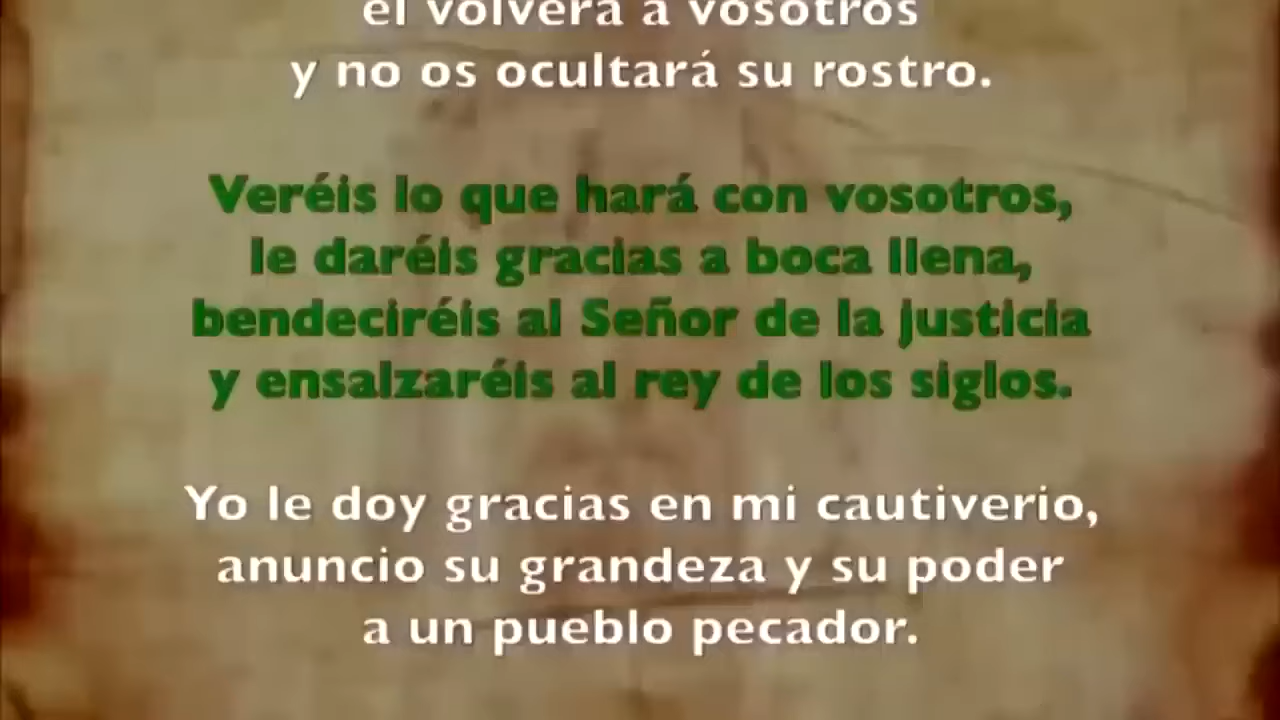 él volverá a vosotros
y no os ocultará su rostro.
Veréis lo que hará con vosotros,
le daréis gracias a boca llena,
bendeciréis al Señor de la justicia
y ensalzaréis al rey de los siglos.
Yo le doy gracias en mi cautiverio,
anuncio su grandeza y su poder
a un pueblo pecador.